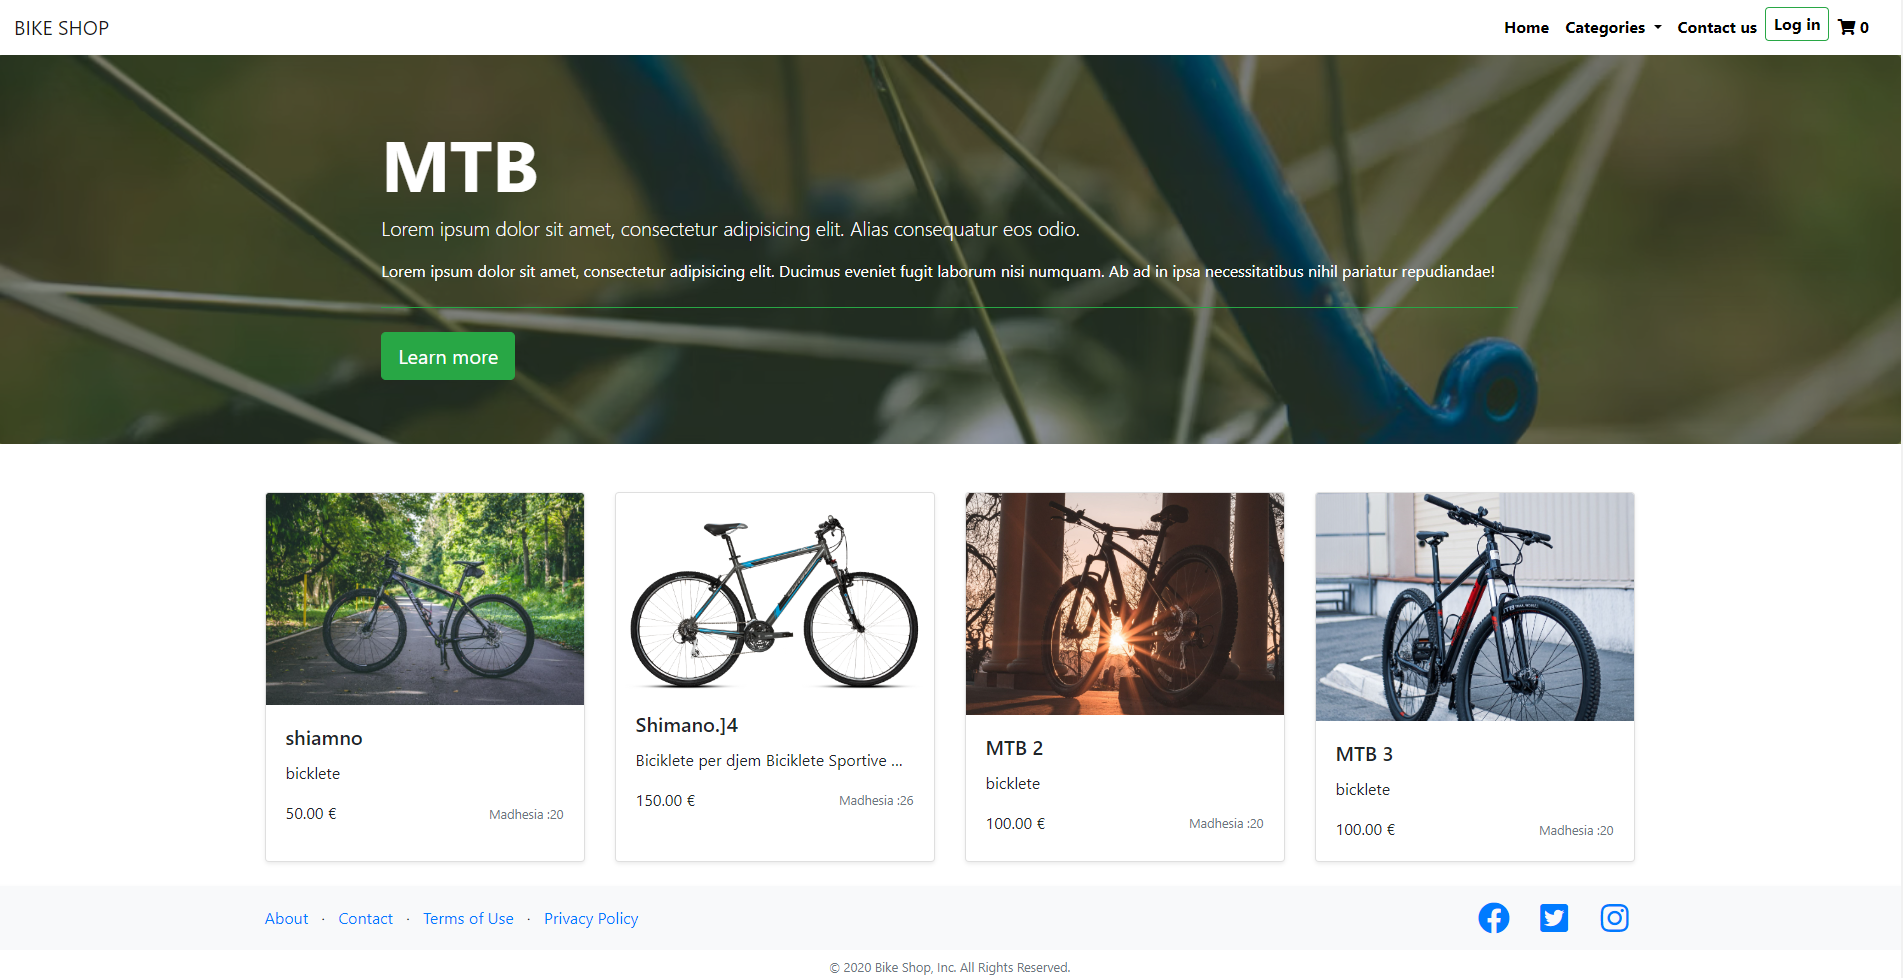 BIKE SHOP
Home Categories Contact us Log in 0
MTB
Lorem ipsum dolor sit amet, consectetur adipisicing elit. Alias consequatur eos odio.
Lorem ipsum dolor sit amet, consectetur adipisicing elit. Ducimus eveniet fugit laborum nisi numquam. Ab ad in ipsa necessitatibus nihil pariatur repudiandae!
Learn more
shiamno
bicklete
50.00 € Madhesia :20
Shimano.]4
Biciklete per djem Biciklete Sportive ...
150.00 € Madhesia :26
MTB 2
bicklete
100.00 € Madhesia :20
MTB 3
bicklete
100.00 € Madhesia :20
About · Contact · Terms of Use · Privacy Policy
© 2020 Bike Shop, Inc. All Rights Reserved.